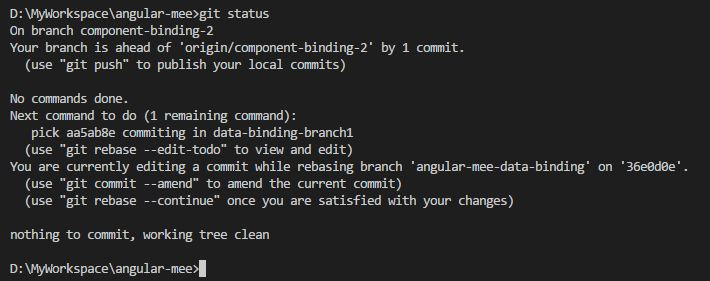 D:\MyWorkspace\angular-mee>git status
On branch component-binding-2
Your branch is ahead of 'origin/component-binding-2' by 1 commit.
  (use "git push" to publish your local commits)

No commands done.
Next command to do (1 remaining command):
   pick aa5ab8e commiting in data-binding-branch1
  (use "git rebase --edit-todo" to view and edit)
You are currently editing a commit while rebasing branch 'angular-mee-data-binding' on '36e0d0e'.
  (use "git commit --amend" to amend the current commit)
  (use "git rebase --continue" once you are satisfied with your changes)

nothing to commit, working tree clean

D:\MyWorkspace\angular-mee>